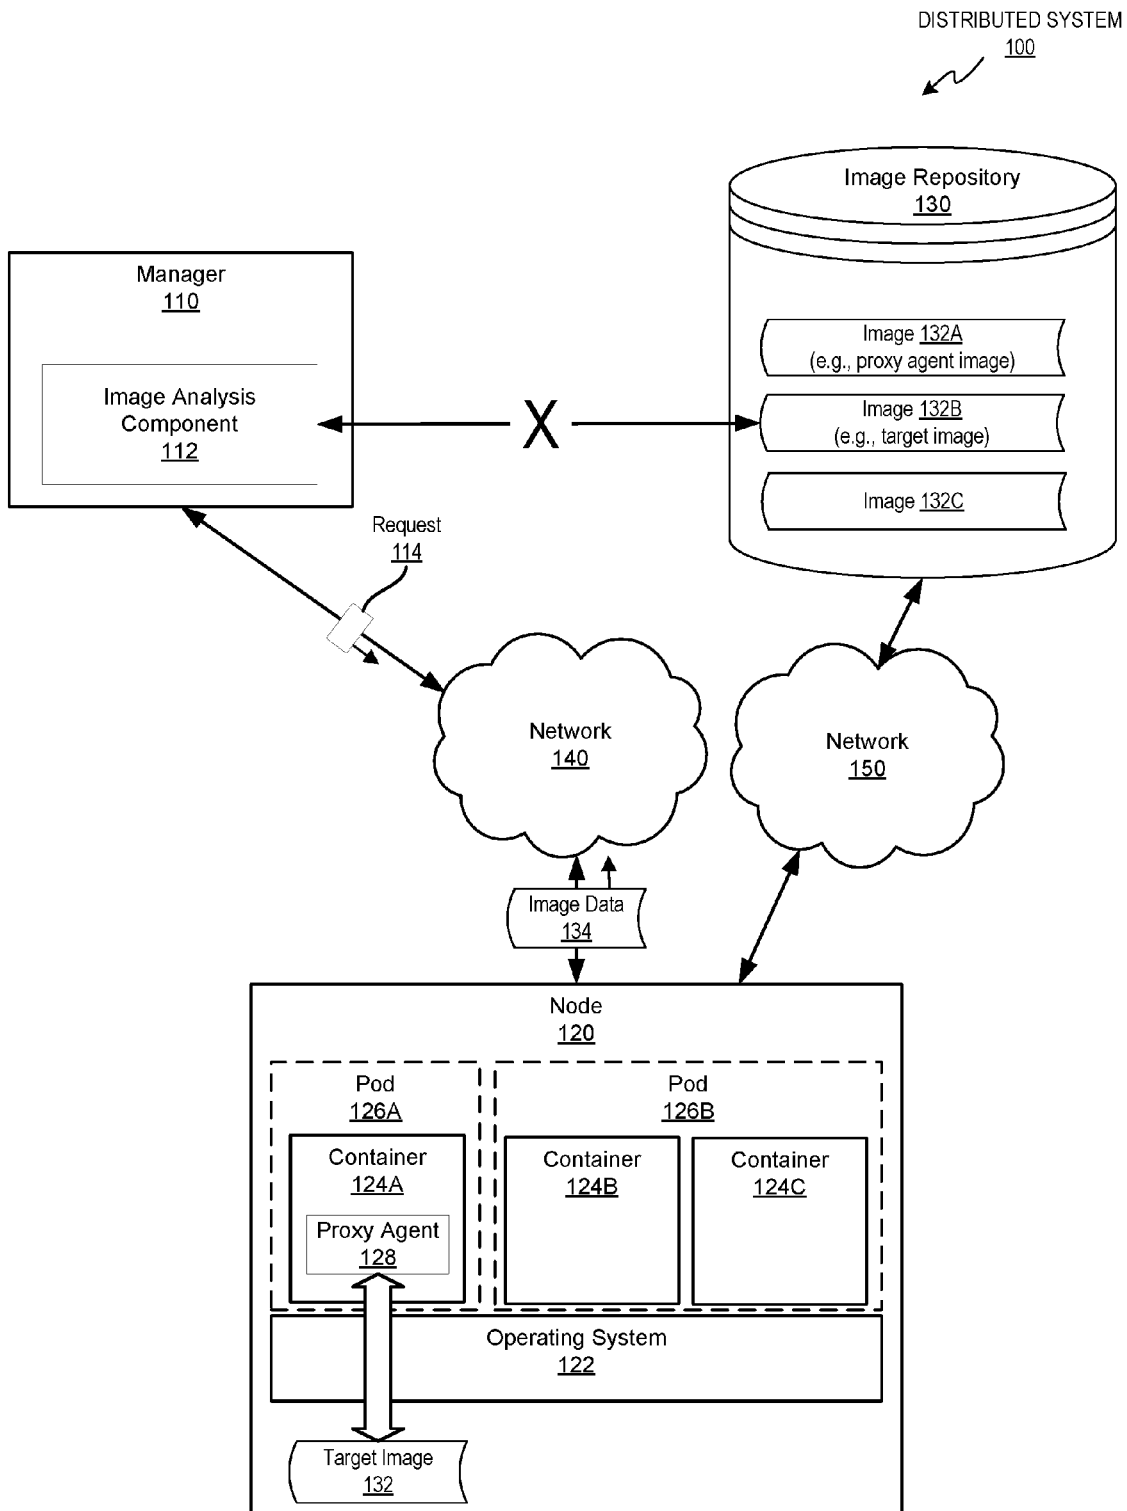 DISTRIBUTED SYSTEM
100
Image Repository
130
Manager
110
Image 132A
(e.g., proxy agent image)
Image Analysis
Component
112
X
Image 132B
(e.g., target image)
Image 132C
Request
114
Network
140
Network
150
Image Data
134
Node
120
Pod
126A
Pod
126B
Container
124A
Container
124B
Container
124C
Proxy Agent
128
Operating System
122
Target Image
132